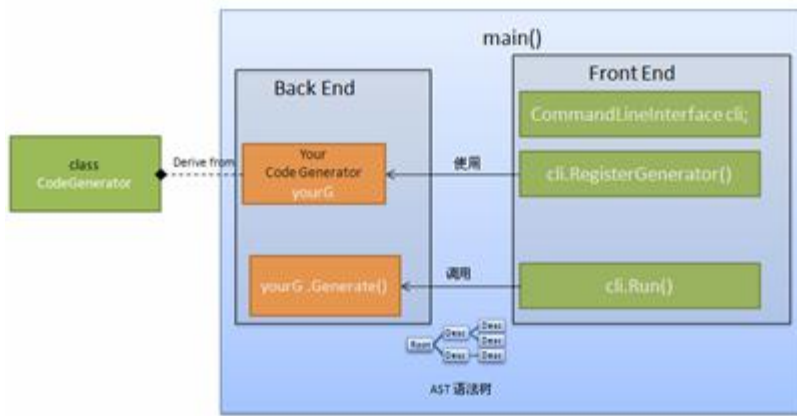 main()
Back End
Front End
CommandLineInterface cli;
class
CodeGenerator
Derive from
Your
Code Generator
yourG
使用
cli.RegisterGenerator()
yourG .Generate()
调用
cli.Run()
Root
Desc
Desc
Desc
Desc
Desc
AST 语法树